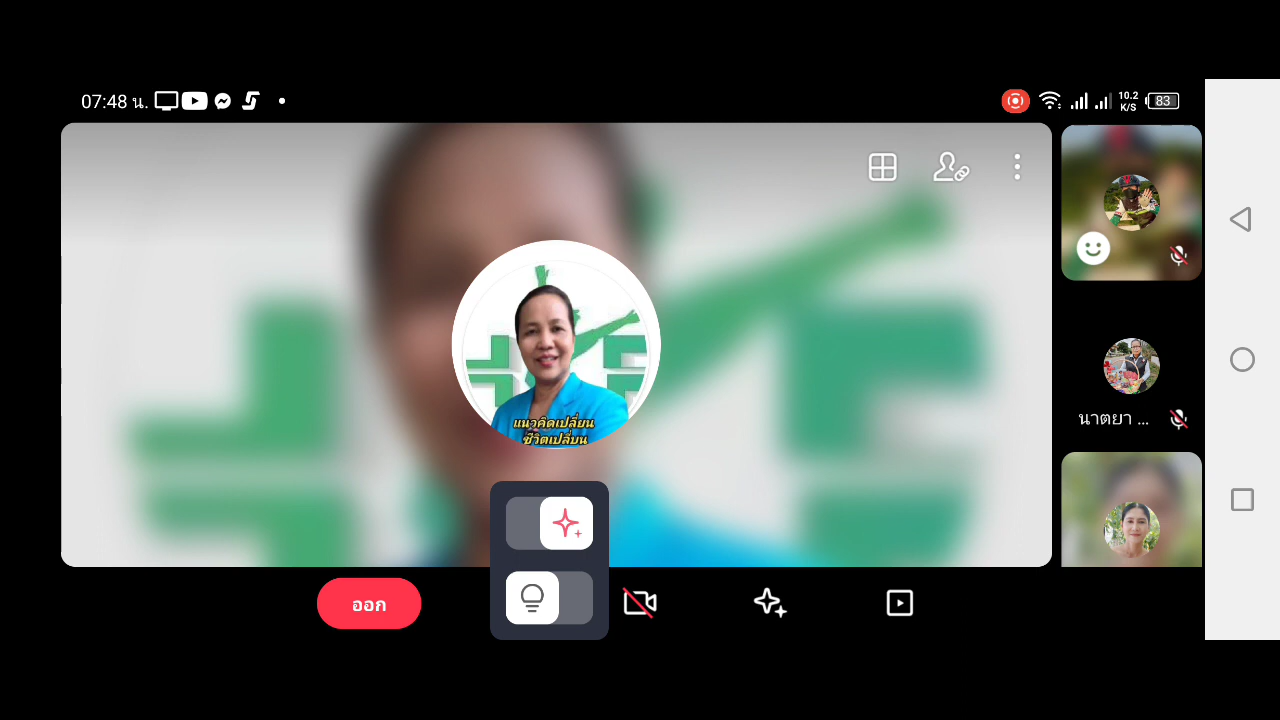 07:48 น.
10.2
K/S
83
แนวคิดเปลี่ยน
ชีวิตเปลี่ยน
นาตยา ...
ออก